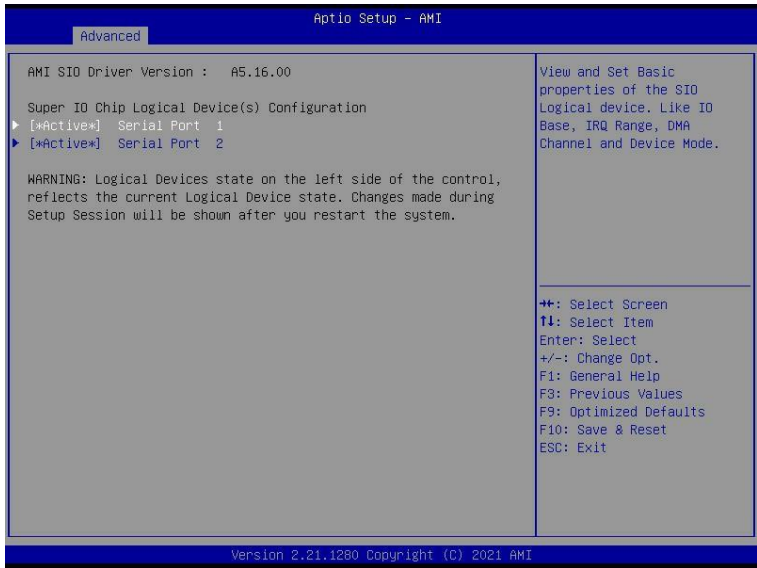 Aptio Setup - AMI
Advanced
AMI SIO Driver Version : A5.16.00
Super IO Chip Logical Device(s) Configuration
[*Active*] Serial Port 1
[*Active*] Serial Port 2
WARNING: Logical Devices state on the left side of the control,
reflects the current Logical Device state. Changes made during
Setup Session will be shown after you restart the system.
View and Set Basic
properties of the SIO
Logical device. Like IO
Base, IRQ Range, DMA
Channel and Device Mode.
→←: Select Screen
↑↓: Select Item
Enter: Select
+/-: Change Opt.
F1: General Help
F3: Previous Values
F9: Optimized Defaults
F10: Save & Reset
ESC: Exit
Version 2.21.1280 Copyright (C) 2021 AMI